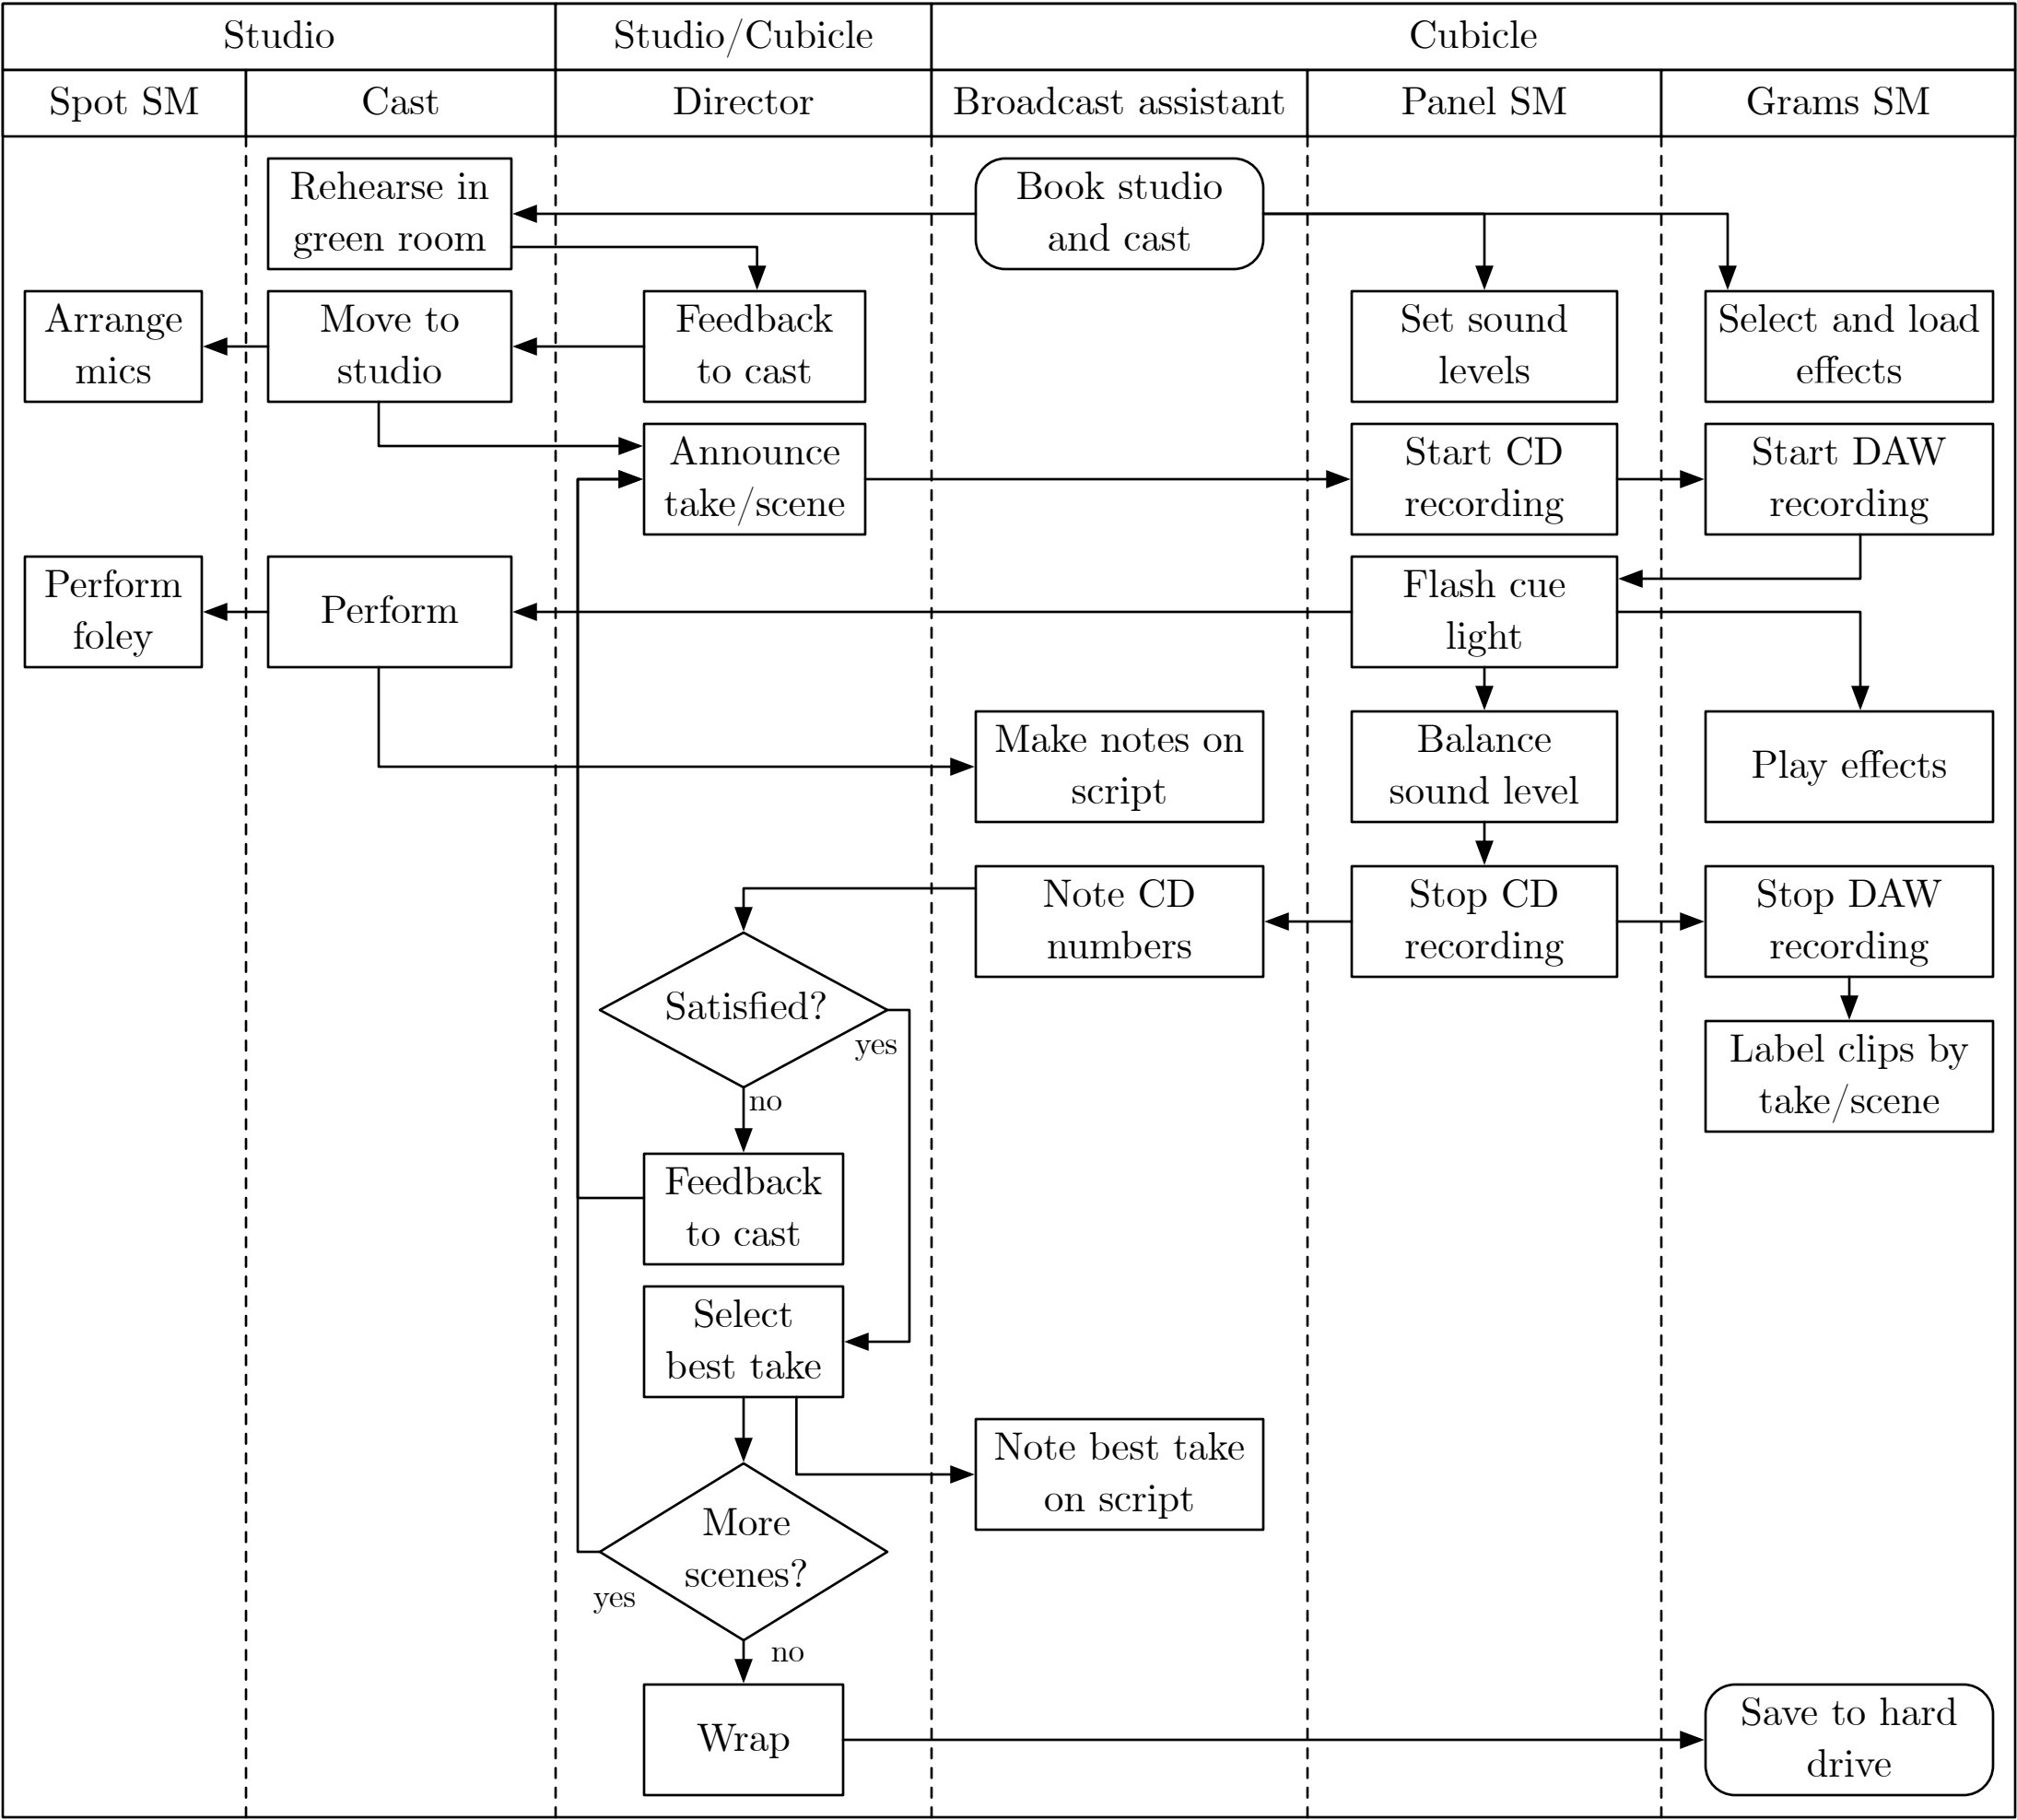 Studio
Studio/Cubicle
Cubicle
Spot SM
Cast
Director
Broadcast assistant
Panel SM
Grams SM
Rehearse in
green room
Book studio
and cast
Arrange
mics
Move to
studio
Feedback
to cast
Set sound
levels
Select and load
effects
Announce
take/scene
Start CD
recording
Start DAW
recording
Perform
foley
Perform
Flash cue
light
Make notes on
script
Balance
sound level
Play effects
Note CD
numbers
Stop CD
recording
Stop DAW
recording
Satisfied?
yes
no
Label clips by
take/scene
Feedback
to cast
Select
best take
Note best take
on script
More
scenes?
yes
no
Wrap
Save to hard
drive